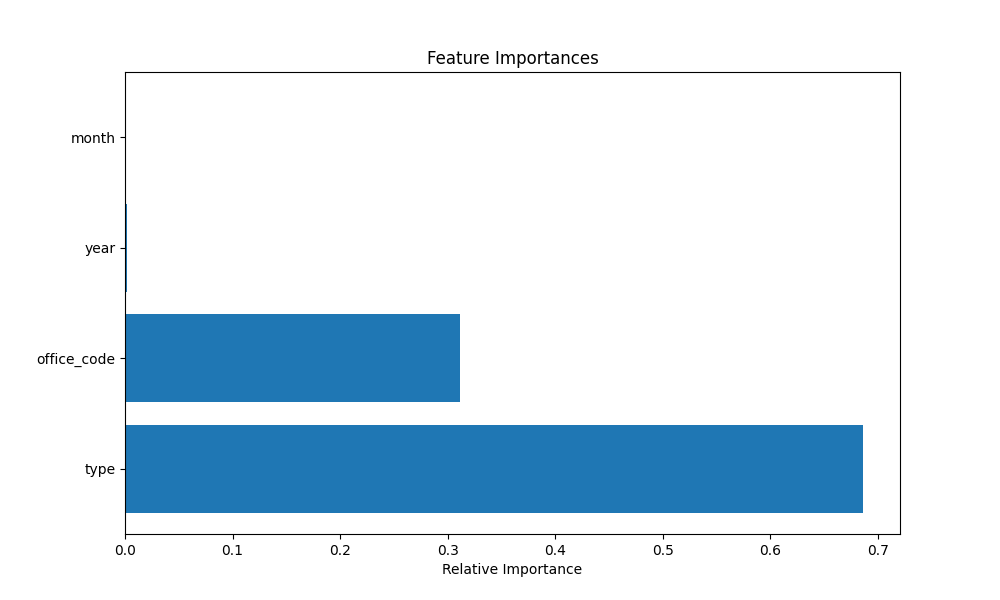 Feature Importances
month
year
office_code
type
0.0 0.1 0.2 0.3 0.4 0.5 0.6 0.7
Relative Importance